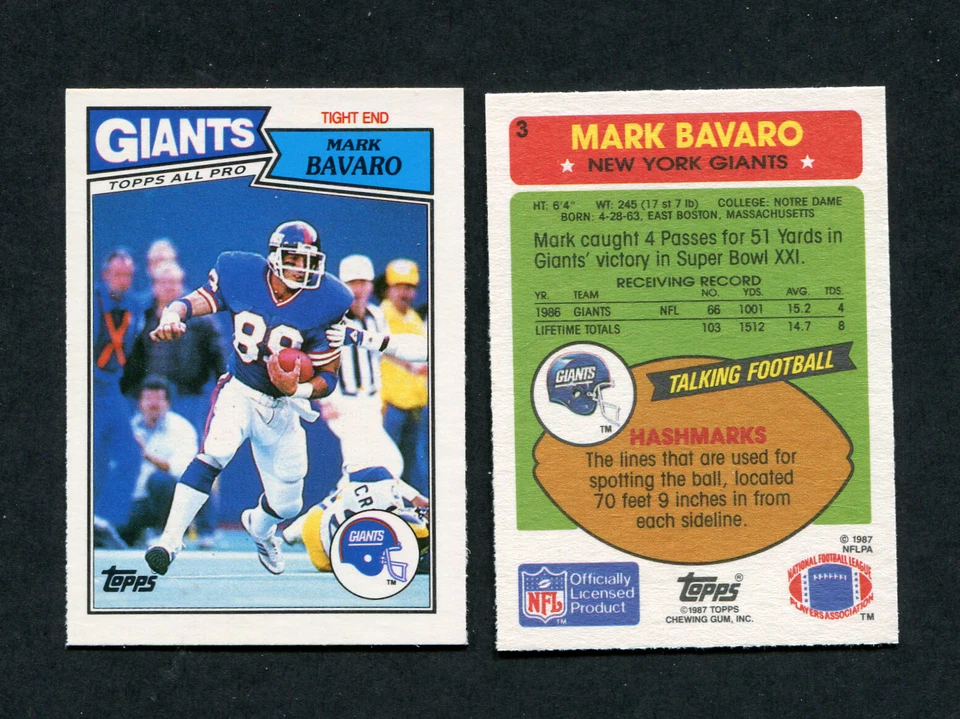 GIANTS
TOPPS ALL PRO
TIGHT END
MARK
BAVARO
89
CR
GIANTS
TM
topps
3
MARK BAVARO
NEW YORK GIANTS
HT: 6'4" WT: 245 (17 st 7 lb) COLLEGE: NOTRE DAME
BORN: 4-28-63, EAST BOSTON, MASSACHUSETTS
Mark caught 4 Passes for 51 Yards in
Giants' victory in Super Bowl XXI.
RECEIVING RECORD
YR. TEAM NO. YDS. AVG. TDS.
1986 GIANTS NFL 66 1001 15.2 4
LIFETIME TOTALS 103 1512 14.7 8
GIANTS
TM
TALKING FOOTBALL
HASHMARKS
The lines that are used for
spotting the ball, located
70 feet 9 inches in from
each sideline.
© 1987
NFLPA
NFL
TM
Officially
Licensed
Product
topps®
©1987 TOPPS
CHEWING GUM, INC.
NATIONAL FOOTBALL LEAGUE
PLAYERS ASSOCIATION
TM